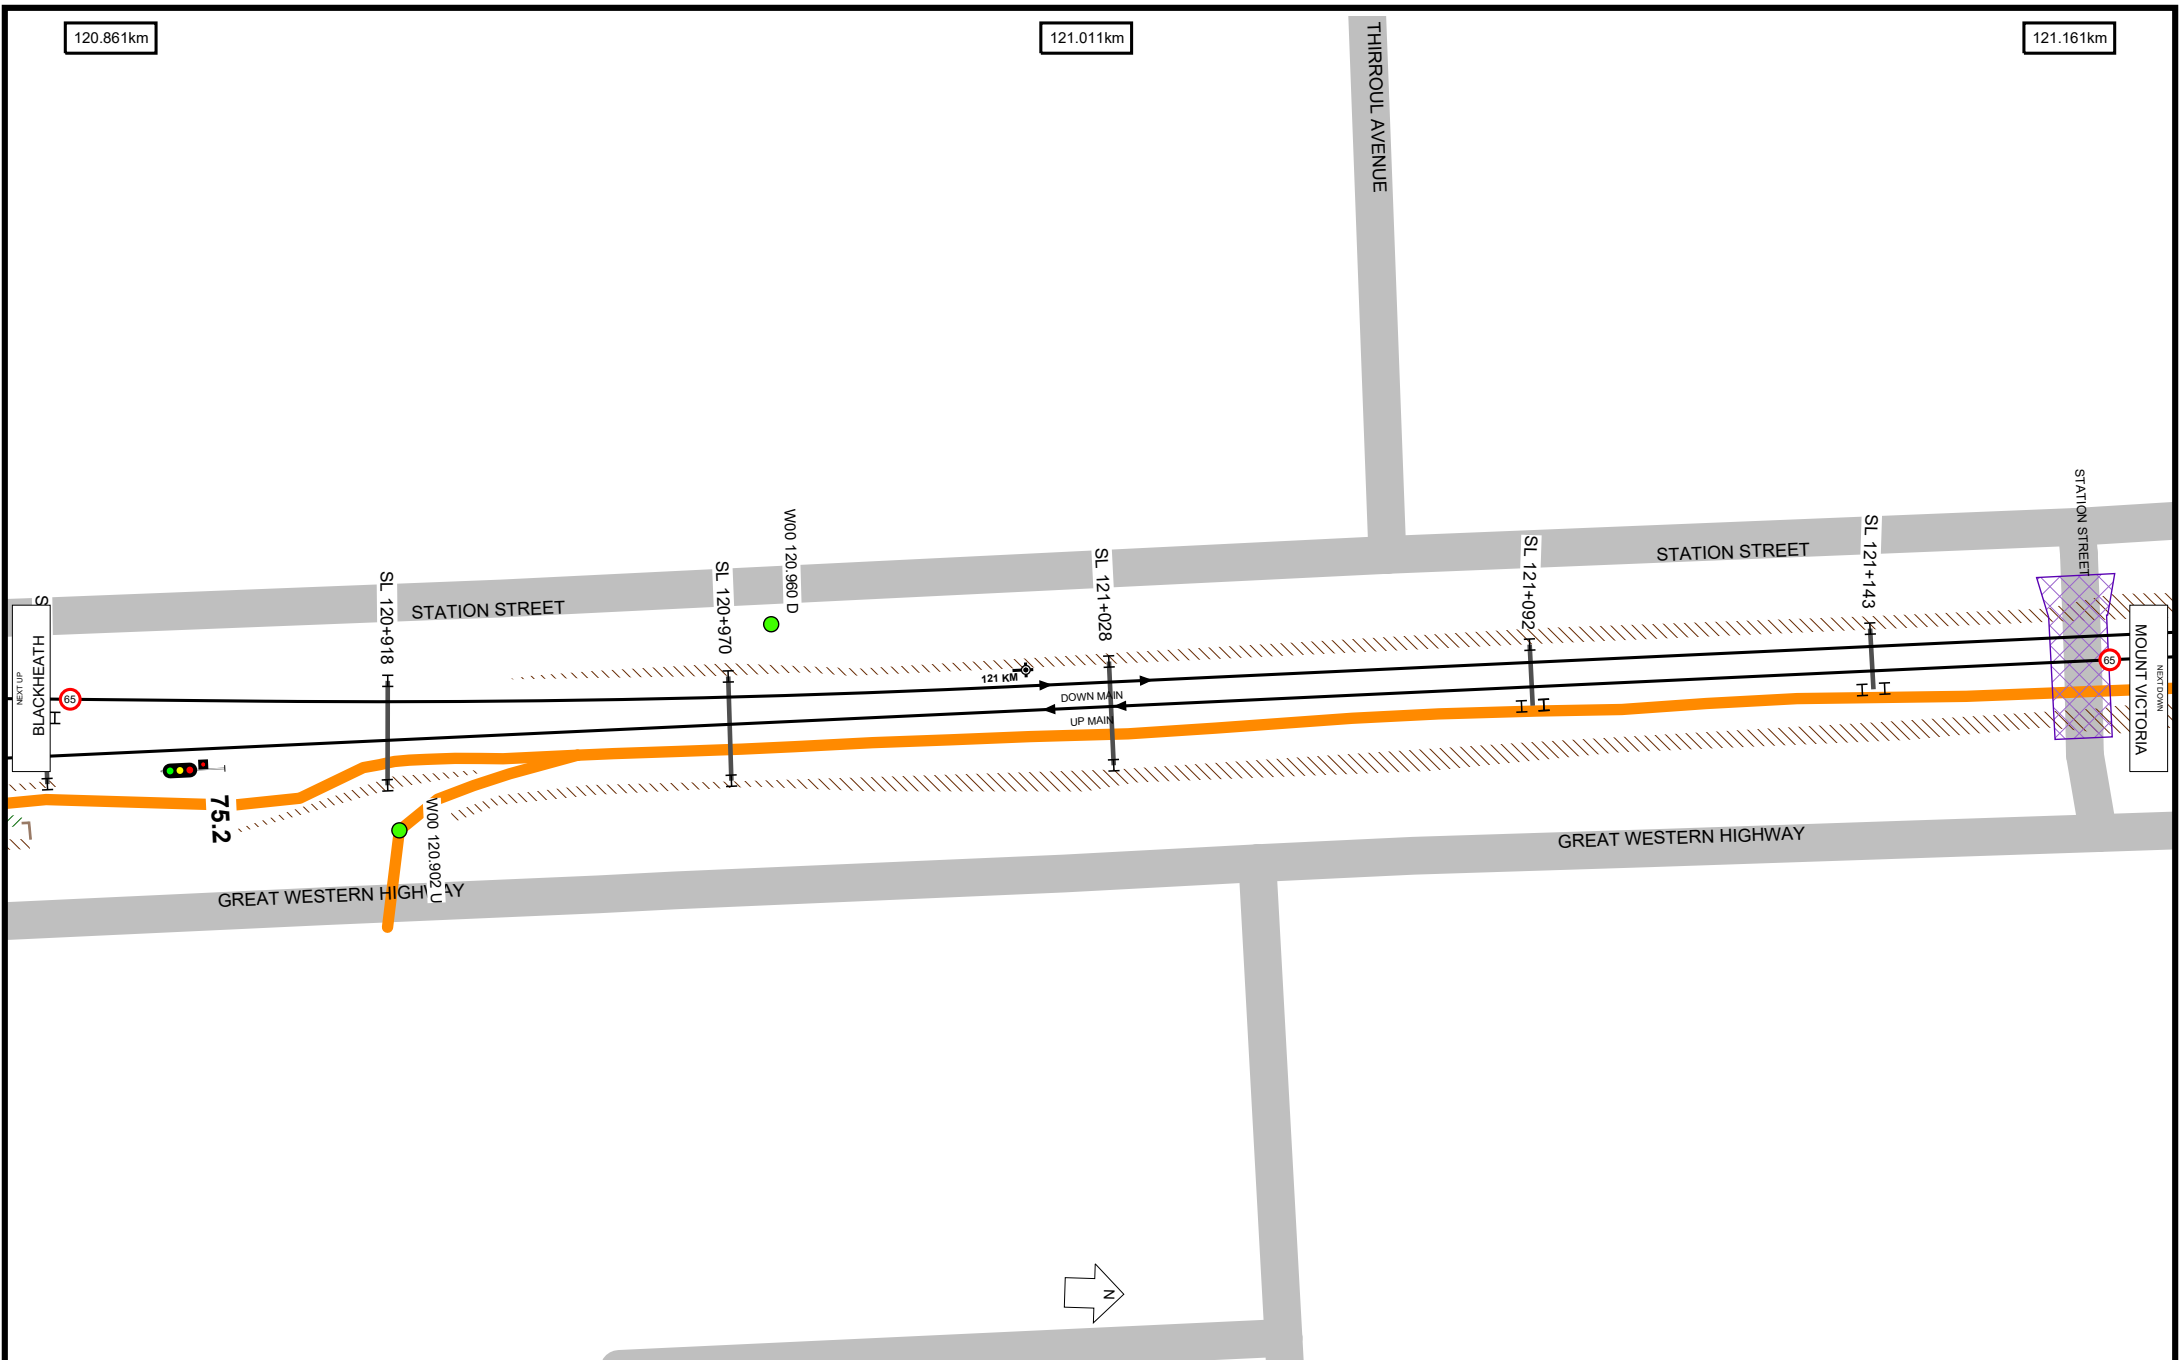 120.861km
121.011km
121.161km
THIRROUL AVENUE
STATION STREET
STATION STREET
STATION STREET
W00 120.960 D
S
SL 120+918
SL 120+970
SL 121+028
SL 121+092
SL 121+143
NEXT UP
BLACKHEATH
65
121 KM
DOWN MAIN
UP MAIN
65
MOUNT VICTORIA
NEXT DOWN
75.2
W00 120.902 U
GREAT WESTERN HIGHWAY
GREAT WESTERN HIGHWAY
N